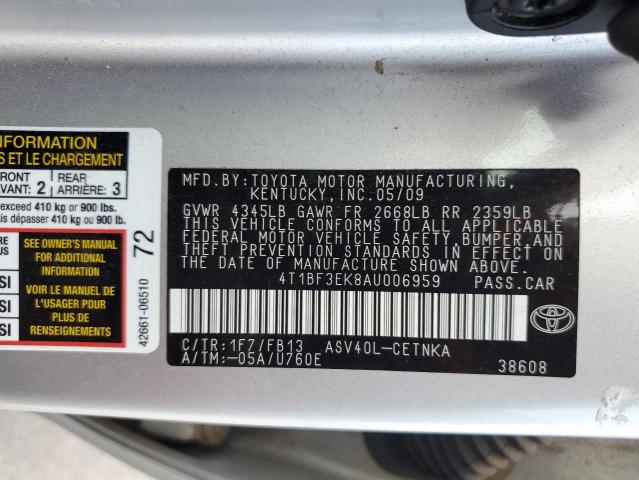 INFORMATION
S ET LE CHARGEMENT
FRONT
AVANT: 2
REAR
ARRIÈRE: 3
exceed 410 kg or 900 lbs.
is dépasser 410 kg ou 900 lb.
SEE OWNER'S MANUAL
FOR ADDITIONAL
INFORMATION
VOIR LE MANUEL DE
L'USAGER POUR
PLUS DE
RENSEIGNEMENTS
72
42661-06510
MFD.BY:TOYOTA MOTOR MANUFACTURING,
KENTUCKY,INC.05/09
GVWR 4345LB GAWR FR 2668LB RR 2359LB
THIS VEHICLE CONFORMS TO ALL APPLICABLE
FEDERAL MOTOR VEHICLE SAFETY,BUMPER,AND
THEFT PREVENTION STANDARDS IN EFFECT ON
THE DATE OF MANUFACTURE SHOWN ABOVE.
4T1BF3EK8AU006959 PASS.CAR
C/TR:1F7/FB13 ASV40L-CETNKA
A/TM:-05A/U760E 38608
TOYOTA